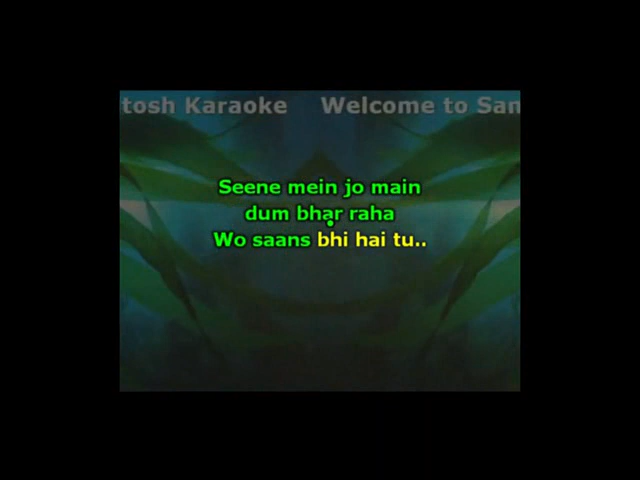 tosh Karaoke Welcome to San
Seene mein jo main
dum bhar raha
Wo saans bhi hai tu..